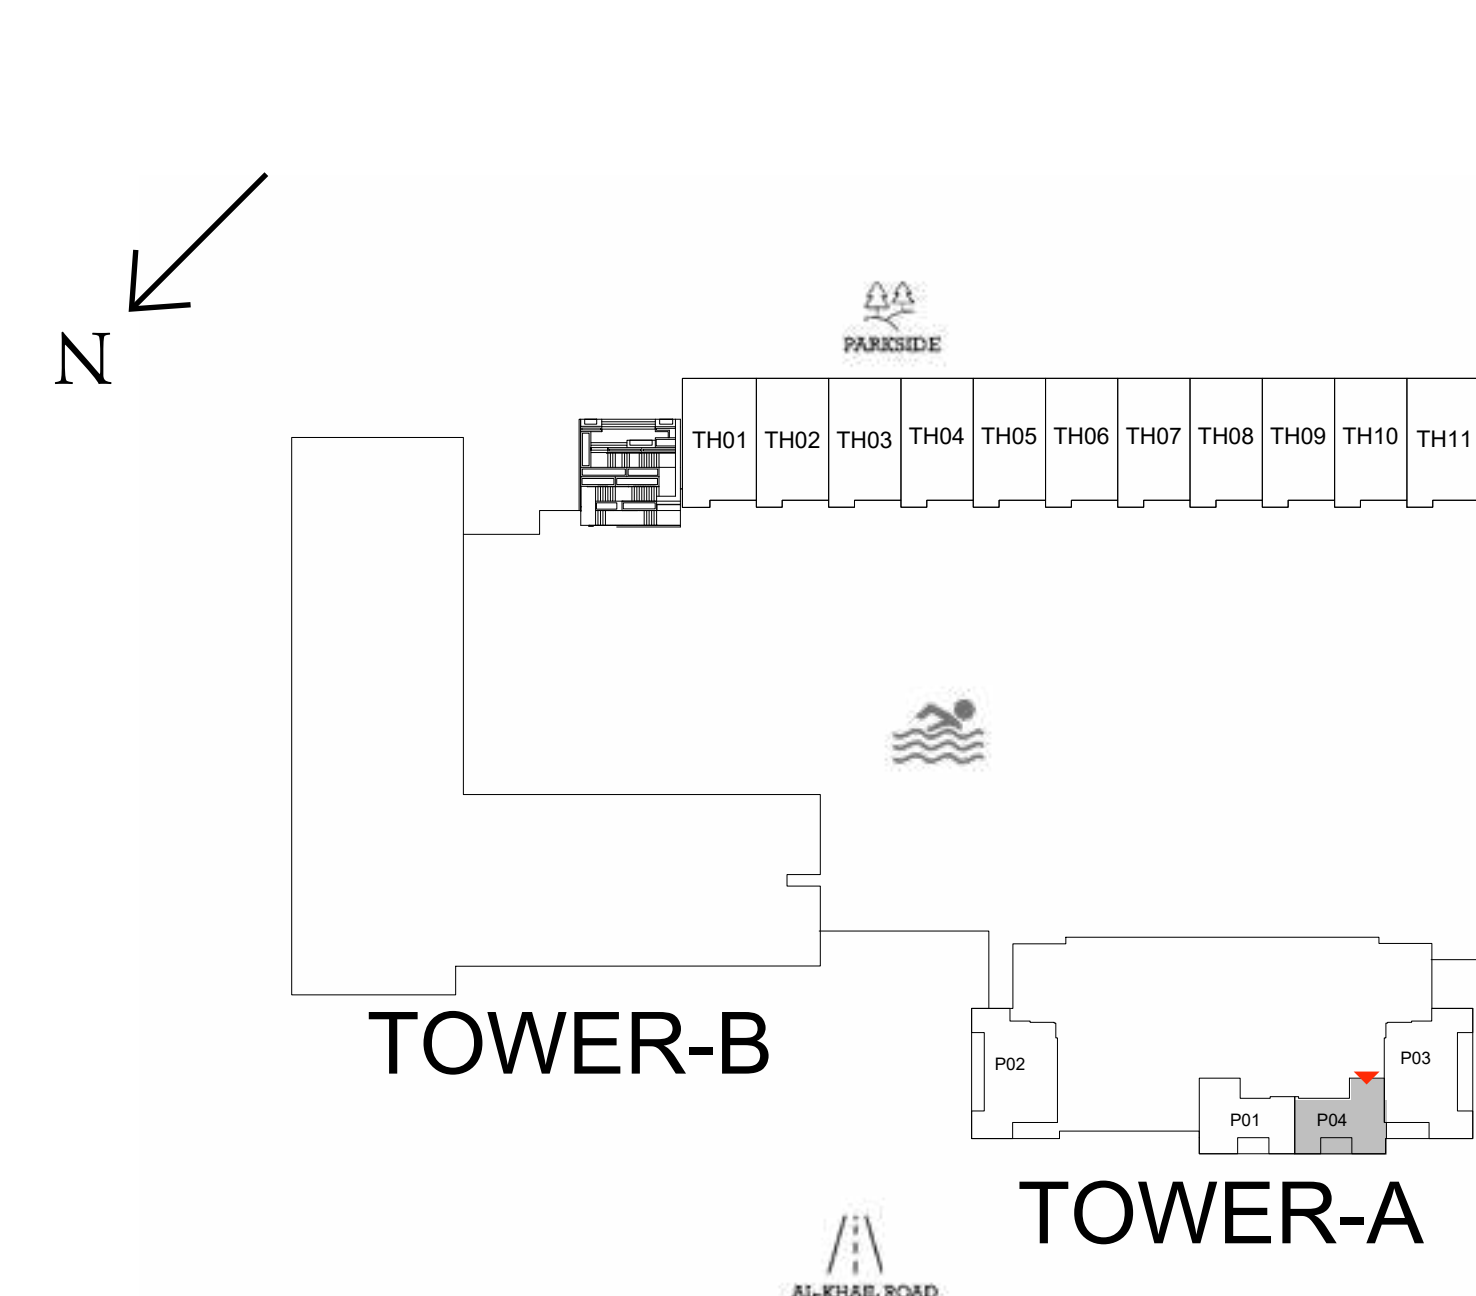 N
PARKSIDE
TH01 TH02 TH03 TH04 TH05 TH06 TH07 TH08 TH09 TH10 TH11
TOWER-B
P02
P03
P01
P04
TOWER-A
AL-KHAIL ROAD